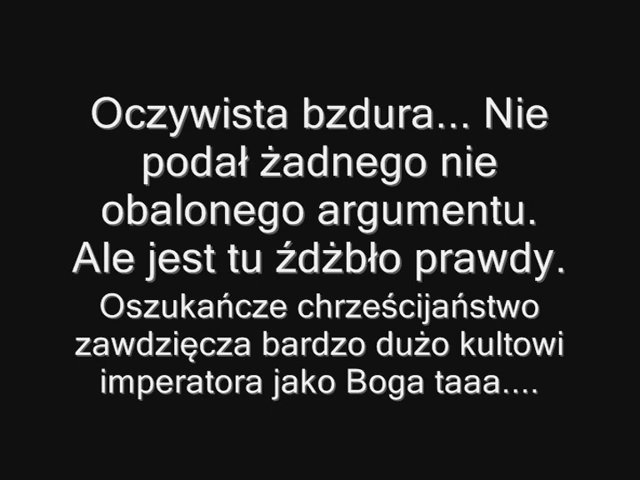 Oczywista bzdura... Nie
podał żadnego nie
obalonego argumentu.
Ale jest tu źdżbło prawdy.
Oszukańcze chrześcijaństwo
zawdzięcza bardzo dużo kultowi
imperatora jako Boga taaa....